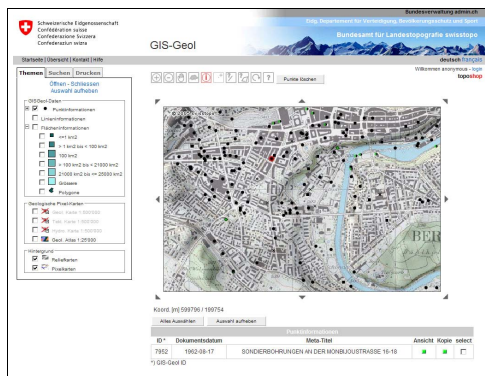 Bundesverwaltung admin.ch
Schweizerische Eidgenossenschaft
Confédération suisse
Confederazione Svizzera
Confederaziun svizra
Eidg. Departement für Verteidigung, Bevölkerungsschutz und Sport
Bundesamt für Landestopografie swisstopo
GIS-Geol
Startseite | Übersicht | Kontakt | Hilfe
deutsch français
Willkommen anonymous - login
toposhop
Themen Suchen Drucken
Öffnen - Schliessen
Auswahl aufheben
Punkte löschen
GISGeol-Daten
Punktinformationen
Linieninformationen
Flächeninformationen
<=1 km2
> 1 km2 bis < 100 km2
100 km2
> 100 km2 bis < 21000 km2
21000 km2 bis <= 25000 km2
Grössere
Polygone
Geologische Pixelkarten
Geol. Karte 1:500'000
Tekt. Karte 1:500'000
Hydro. Karte 1:500'000
Geol. Atlas 1:25'000
Hintergrund
Reliefkarten
Pixelkarten
BER
Koord. [m] 599796 / 199754
Alles Auswählen Auswahl aufheben
Punktinformationen
ID * Dokumentsdatum Meta-Titel Ansicht Kopie select
7952 1962-08-17 SONDIERBOHRUNGEN AN DER MONBIJOUSTRASSE 16-18
*) GIS-Geol ID